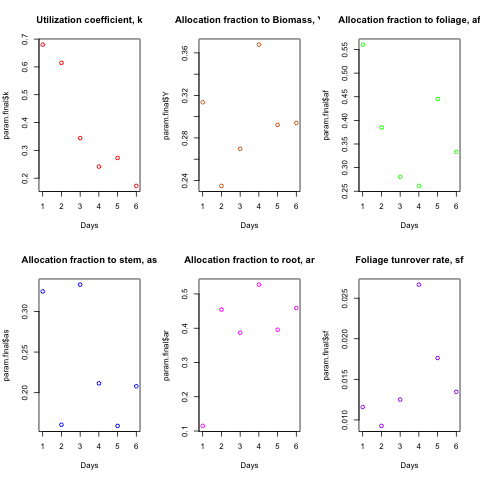 Utilization coefficient, k
param.final$k
0.2 0.3 0.4 0.5 0.6 0.7
1 2 3 4 5 6
Days
Allocation fraction to Biomass, Y
param.final$Y
0.24 0.28 0.32 0.36
1 2 3 4 5 6
Days
Allocation fraction to foliage, af
param.final$af
0.25 0.30 0.35 0.40 0.45 0.50 0.55
1 2 3 4 5 6
Days
Allocation fraction to stem, as
param.final$as
0.20 0.25 0.30
1 2 3 4 5 6
Days
Allocation fraction to root, ar
param.final$ar
0.1 0.2 0.3 0.4 0.5
1 2 3 4 5 6
Days
Foliage tunrover rate, sf
param.final$sf
0.010 0.015 0.020 0.025
1 2 3 4 5 6
Days